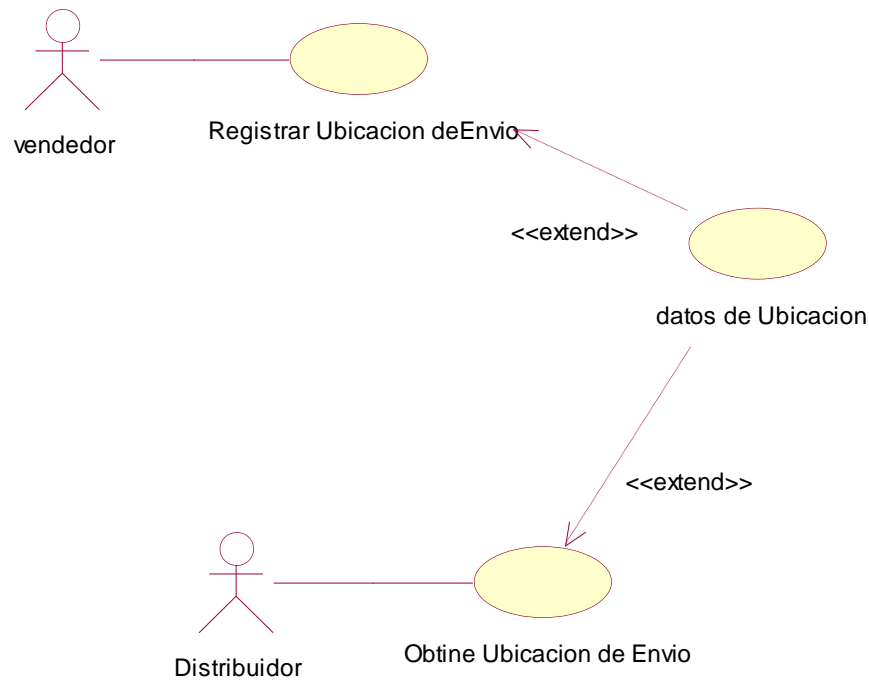 vendedor
Registrar Ubicacion deEnvio
<<extend>>
datos de Ubicacion
<<extend>>
Distribuidor
Obtine Ubicacion de Envio